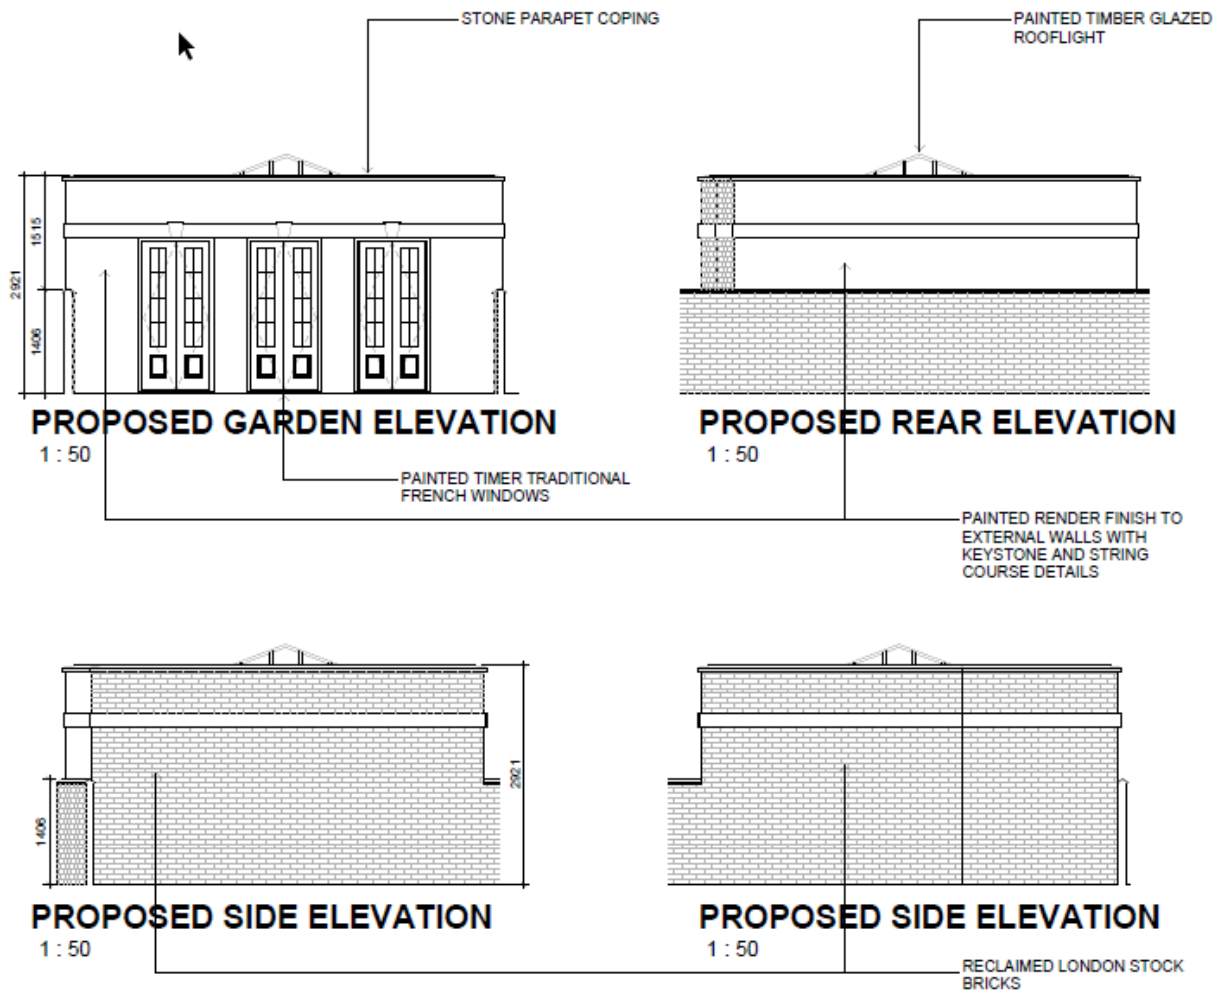 STONE PARAPET COPING
PAINTED TIMBER GLAZED
ROOFLIGHT
1515
2921
1406
PROPOSED GARDEN ELEVATION
1 : 50
PROPOSED REAR ELEVATION
1 : 50
PAINTED TIMER TRADITIONAL
FRENCH WINDOWS
PAINTED RENDER FINISH TO
EXTERNAL WALLS WITH
KEYSTONE AND STRING
COURSE DETAILS
1406
2921
PROPOSED SIDE ELEVATION
1 : 50
PROPOSED SIDE ELEVATION
1 : 50
RECLAIMED LONDON STOCK
BRICKS